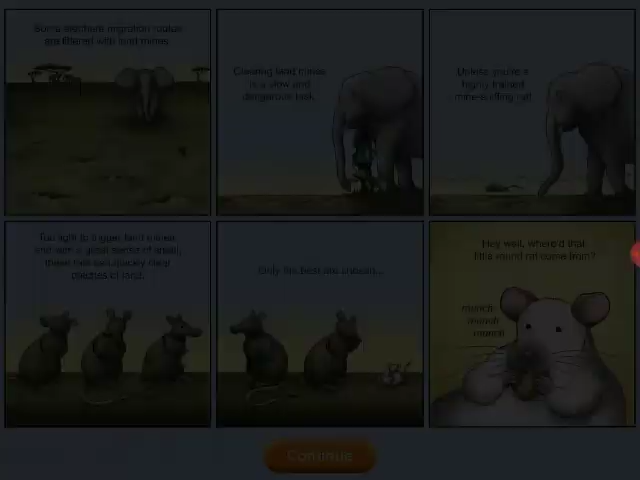 Some elephant migration routes
are littered with land mines.
Clearing land mines
is a slow and
dangerous task.
Unless you're a
highly trained
mine-sniffing rat.
Too light to trigger land mines
and with a great sense of smell,
these rats can quickly clear
patches of land.
Only the best are chosen...
Hey wait, where'd that
little round rat come from?
munch
munch
munch
Continue